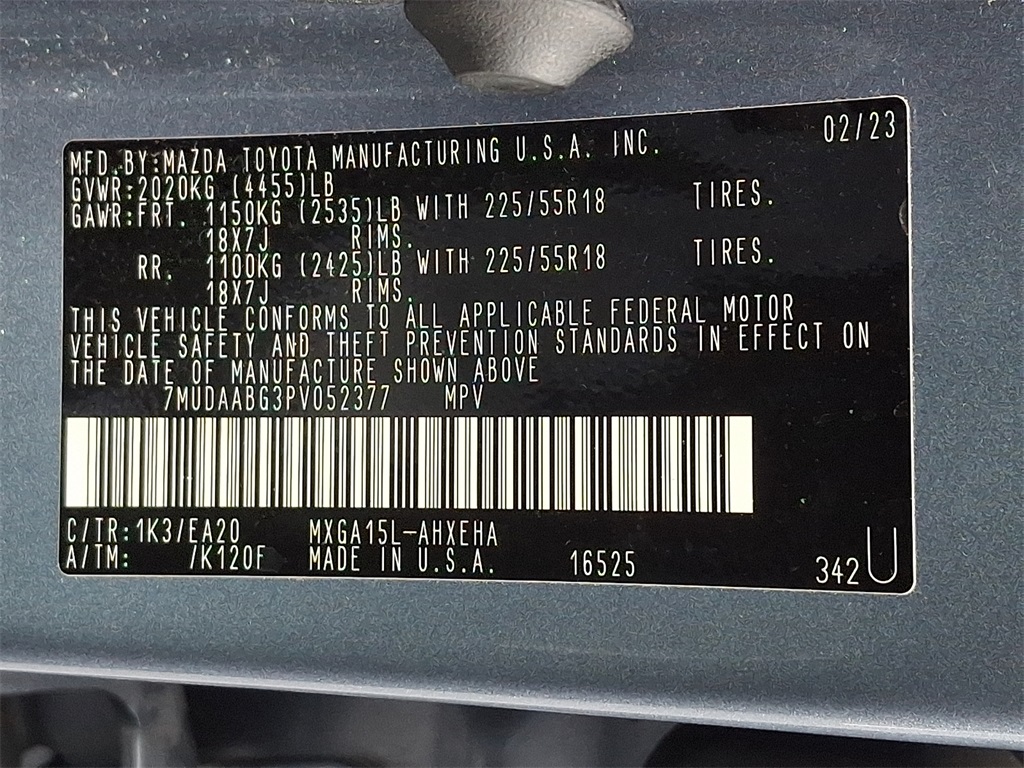 MFD. BY:MAZDA TOYOTA MANUFACTURING U.S.A. INC. 02/23
GVWR:2020KG (4455)LB
GAWR:FRT. 1150KG (2535)LB WITH 225/55R18 TIRES.
18X7J RIMS.
RR. 1100KG (2425)LB WITH 225/55R18 TIRES.
18X7J RIMS.
THIS VEHICLE CONFORMS TO ALL APPLICABLE FEDERAL MOTOR
VEHICLE SAFETY AND THEFT PREVENTION STANDARDS IN EFFECT ON
THE DATE OF MANUFACTURE SHOWN ABOVE
7MUDAABG3PV052377 MPV
C/TR:1K3/EA20 MXGA15L-AHXEHA
A/TM: /K120F MADE IN U.S.A. 16525 342 U